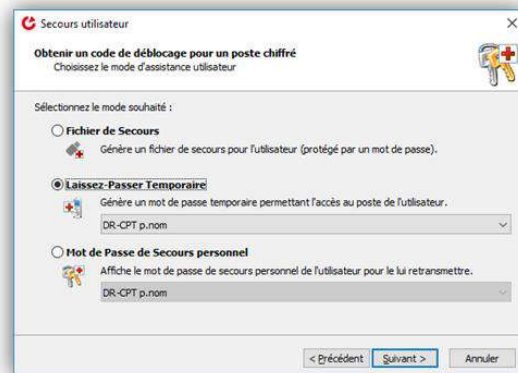 Secours utilisateur
Obtenir un code de déblocage pour un poste chiffré
Choisissez le mode d'assistance utilisateur
Sélectionnez le mode souhaité :
Fichier de Secours
Génère un fichier de secours pour l'utilisateur (protégé par un mot de passe).
Laissez-Passer Temporaire
Génère un mot de passe temporaire permettant l'accès au poste de l'utilisateur.
DR-CPT p.nom
Mot de Passe de Secours personnel
Affiche le mot de passe de secours personnel de l'utilisateur pour le lui retransmettre.
DR-CPT p.nom
< Précédent Suivant > Annuler